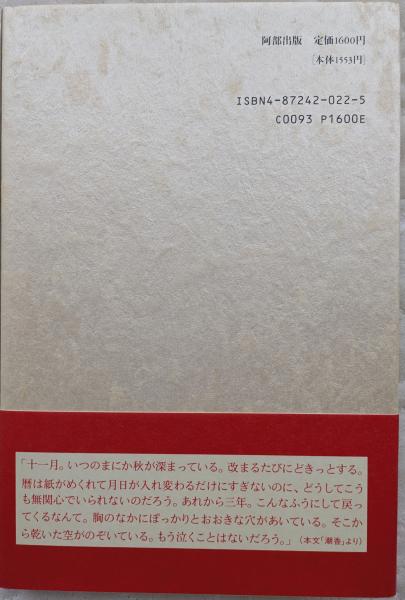 阿部出版　定価1600円
［本体1553円］
ISBN4-87242-022-5
C0093 P1600E
「十一月。いつのまにか秋が深まっている。改まるたびにどきっとする。
暦は紙がめくれて月日が入れ変わるだけにすぎないのに、どうしてこう
も無関心でいられないのだろう。あれから三年。こんなふうにして戻っ
てくるなんて。胸のなかにぽっかりとおおきな穴があいている。そこか
ら乾いた空がのぞいている。もう泣くことはないだろう。」（本文「潮香」より）